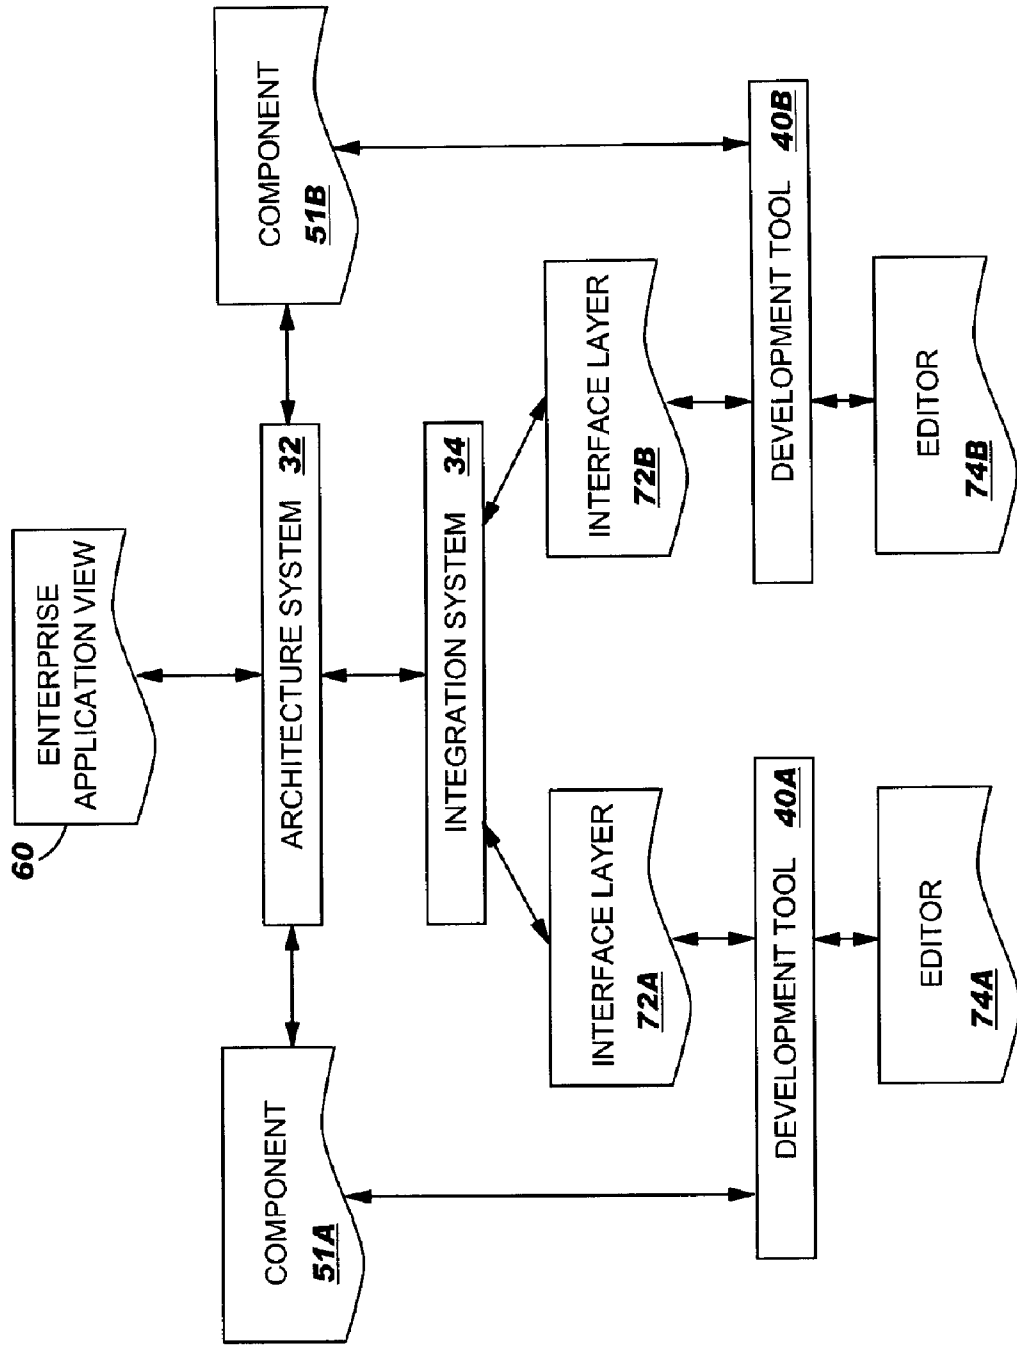 60
ENTERPRISE
APPLICATION VIEW
COMPONENT
51A
ARCHITECTURE SYSTEM 32
COMPONENT
51B
INTEGRATION SYSTEM 34
INTERFACE LAYER
72A
INTERFACE LAYER
72B
DEVELOPMENT TOOL 40A
DEVELOPMENT TOOL 40B
EDITOR
74A
EDITOR
74B